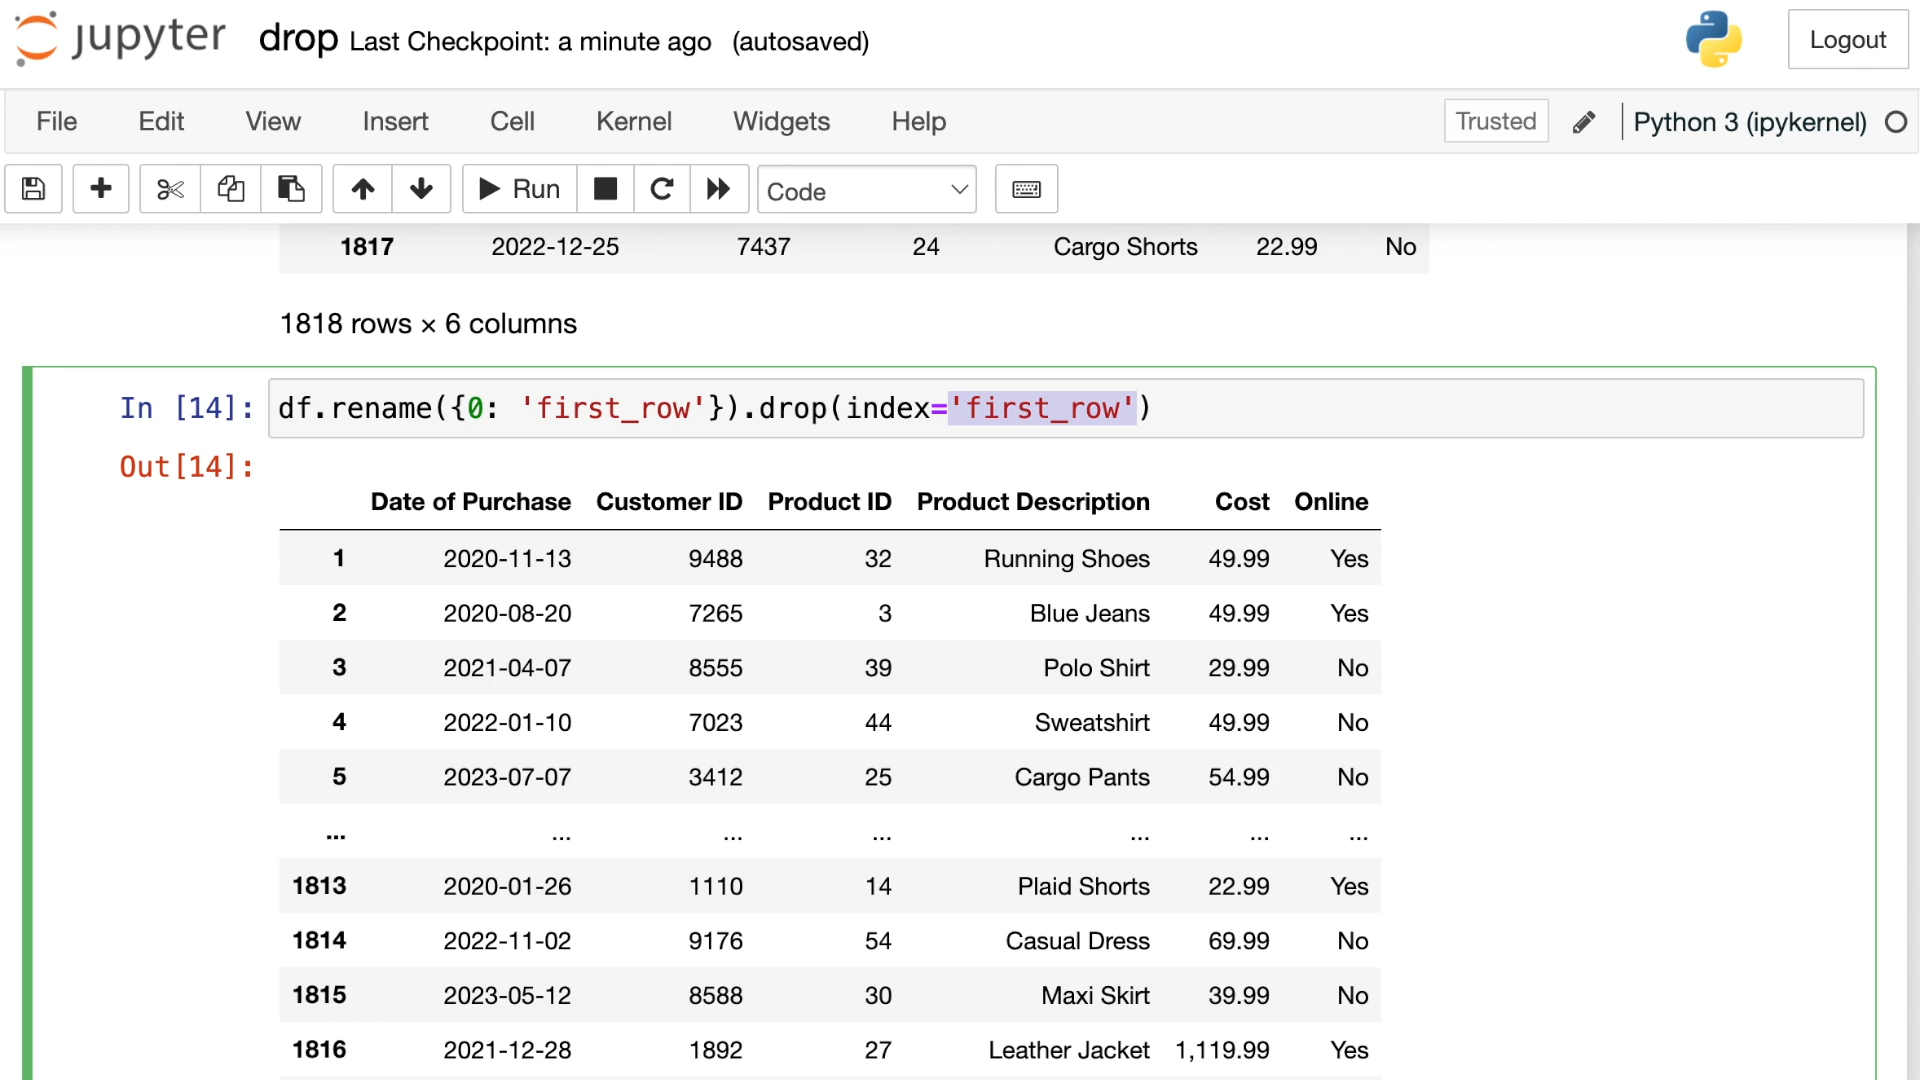 jupyter drop Last Checkpoint: a minute ago (autosaved) Logout
File Edit View Insert Cell Kernel Widgets Help Trusted Python 3 (ipykernel)
Run Code
1817 2022-12-25 7437 24 Cargo Shorts 22.99 No
1818 rows × 6 columns
In [14]: df.rename({0: 'first_row'}).drop(index='first_row')
Out[14]:
Date of Purchase Customer ID Product ID Product Description Cost Online
1 2020-11-13 9488 32 Running Shoes 49.99 Yes
2 2020-08-20 7265 3 Blue Jeans 49.99 Yes
3 2021-04-07 8555 39 Polo Shirt 29.99 No
4 2022-01-10 7023 44 Sweatshirt 49.99 No
5 2023-07-07 3412 25 Cargo Pants 54.99 No
... ... ... ... ... ... ...
1813 2020-01-26 1110 14 Plaid Shorts 22.99 Yes
1814 2022-11-02 9176 54 Casual Dress 69.99 No
1815 2023-05-12 8588 30 Maxi Skirt 39.99 No
1816 2021-12-28 1892 27 Leather Jacket 1,119.99 Yes